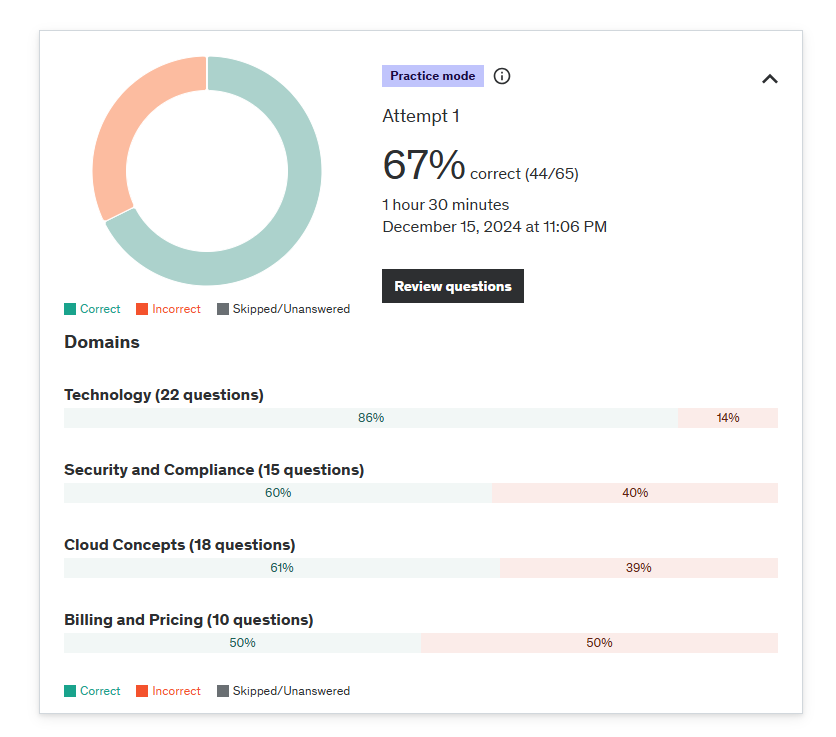 Practice mode
Attempt 1
67% correct (44/65)
1 hour 30 minutes
December 15, 2024 at 11:06 PM
Review questions
Correct Incorrect Skipped/Unanswered
Domains
Technology (22 questions)
86% 14%
Security and Compliance (15 questions)
60% 40%
Cloud Concepts (18 questions)
61% 39%
Billing and Pricing (10 questions)
50% 50%
Correct Incorrect Skipped/Unanswered